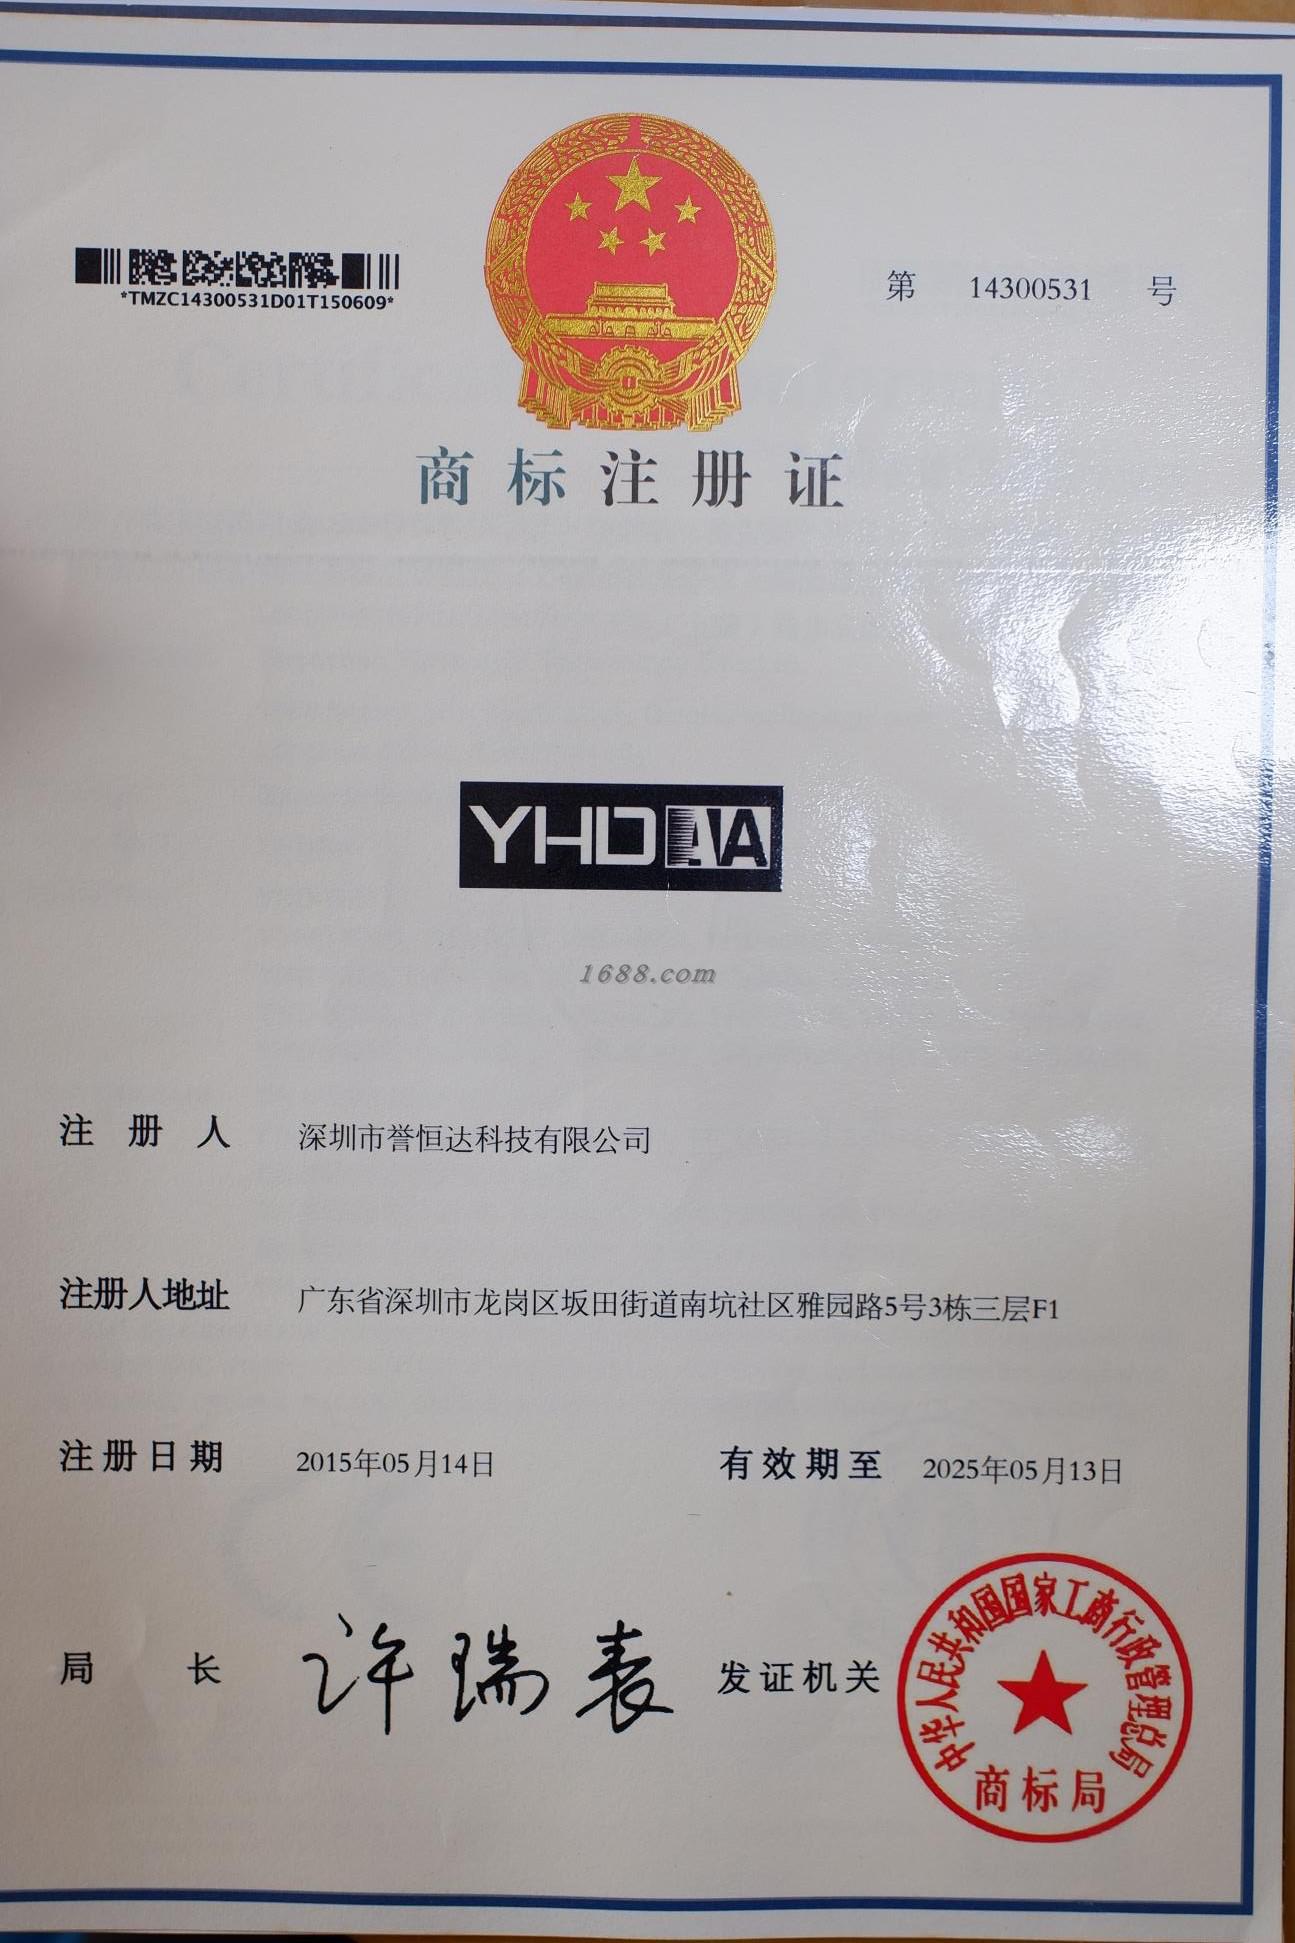 *TMZC14300531D01T150609*
第 14300531 号
商标注册证
YHDAA
1688.com
注册人 深圳市誉恒达科技有限公司
注册人地址 广东省深圳市龙岗区坂田街道南坑社区雅园路5号3栋三层F1
注册日期 2015年05月14日 有效期至 2025年05月13日
局长 许瑞表 发证机关
中华人民共和国国家工商行政管理总局
商标局